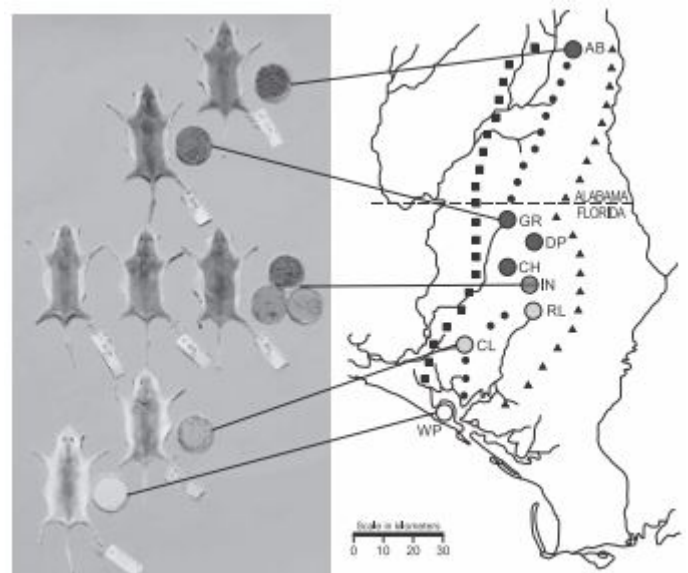 AB
ALABAMA
FLORIDA
GR
DP
CH
IN
RL
CL
WP
Scale in kilometers
0 10 20 30